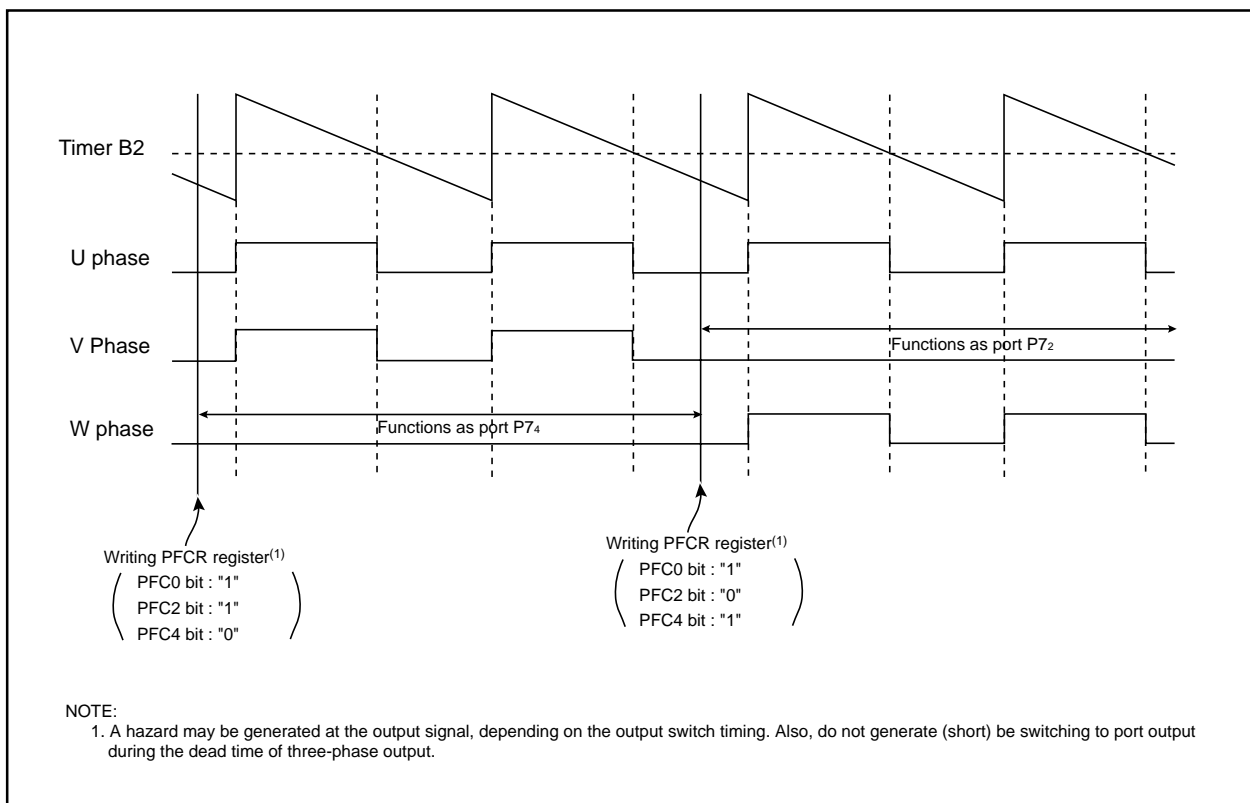 Timer B2
U phase
V Phase
Functions as port P7₂
W phase
Functions as port P7₄
Writing PFCR register⁽¹⁾
PFC0 bit : "1"
PFC2 bit : "1"
PFC4 bit : "0"
Writing PFCR register⁽¹⁾
PFC0 bit : "1"
PFC2 bit : "0"
PFC4 bit : "1"
NOTE:
1. A hazard may be generated at the output signal, depending on the output switch timing. Also, do not generate (short) be switching to port output
during the dead time of three-phase output.